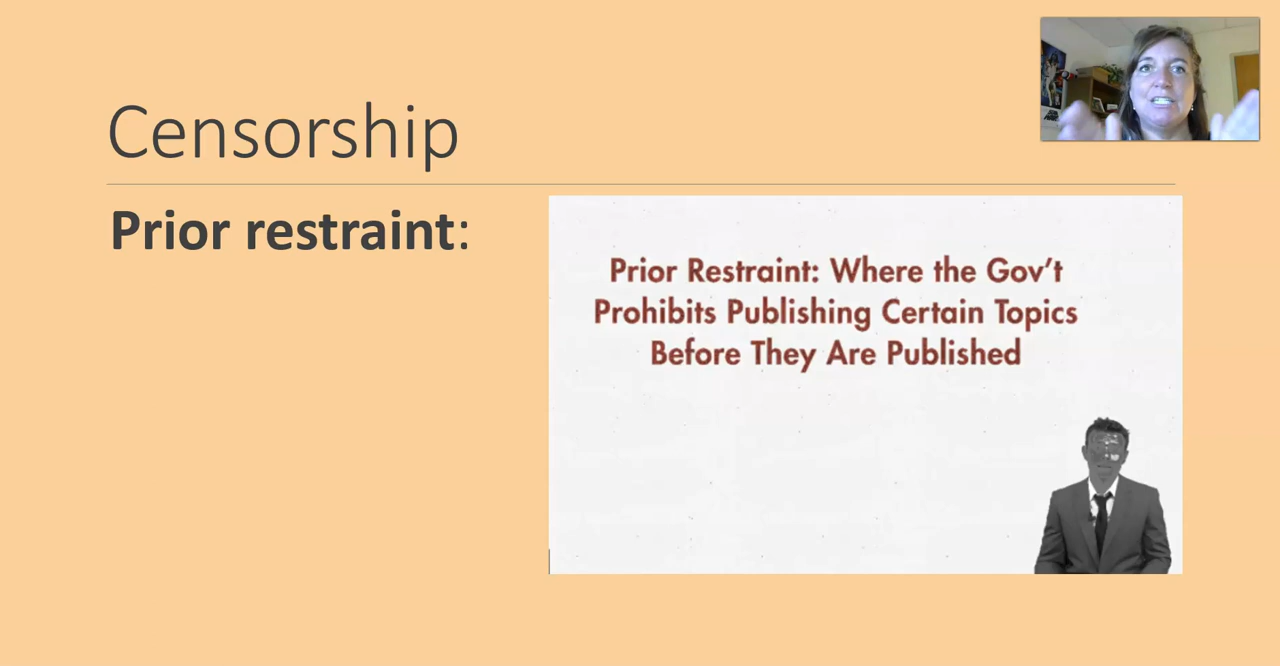 Censorship
Prior restraint:
Prior Restraint: Where the Gov't
Prohibits Publishing Certain Topics
Before They Are Published